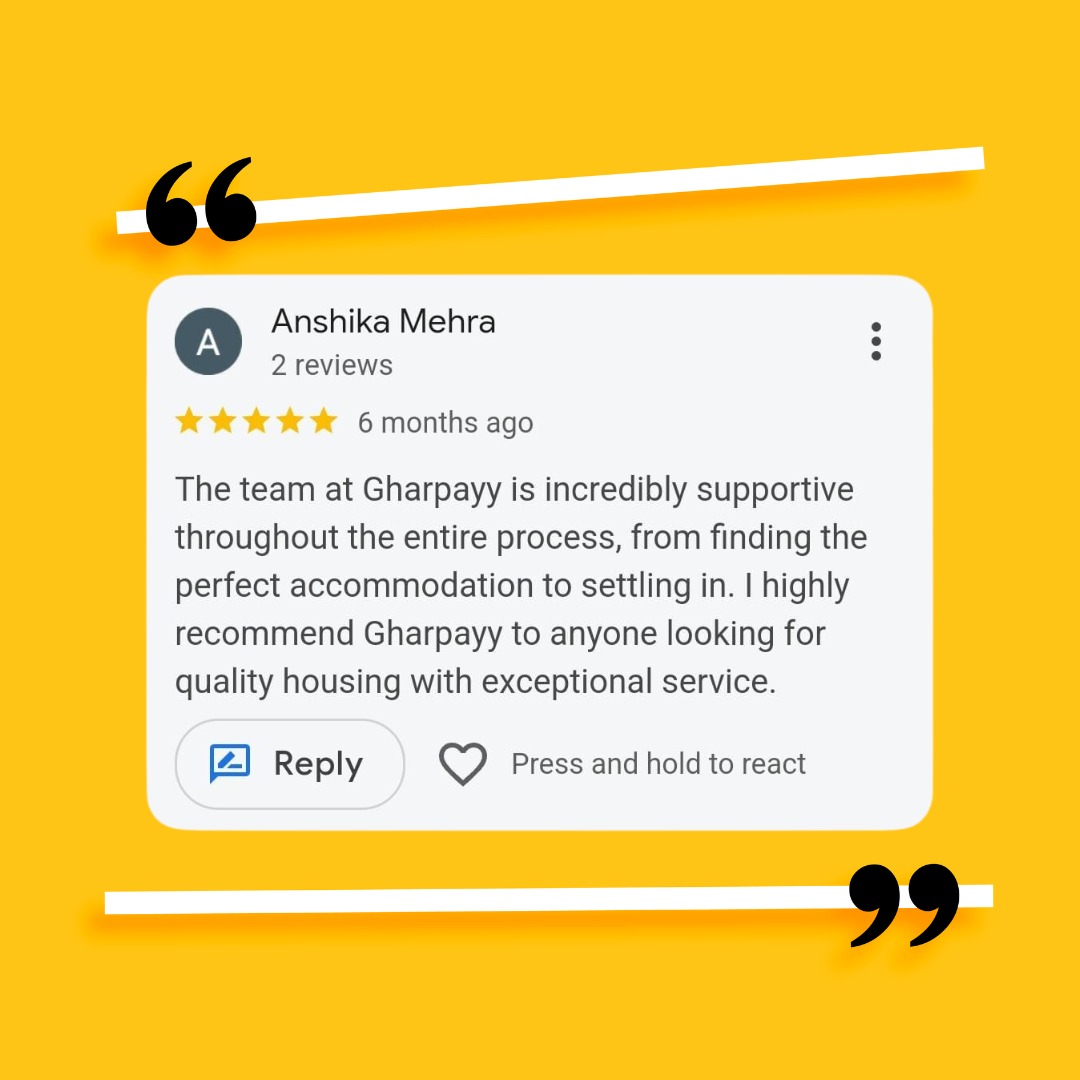 “
A
Anshika Mehra
2 reviews
6 months ago
The team at Gharpayy is incredibly supportive
throughout the entire process, from finding the
perfect accommodation to settling in. I highly
recommend Gharpayy to anyone looking for
quality housing with exceptional service.
Reply
Press and hold to react
”